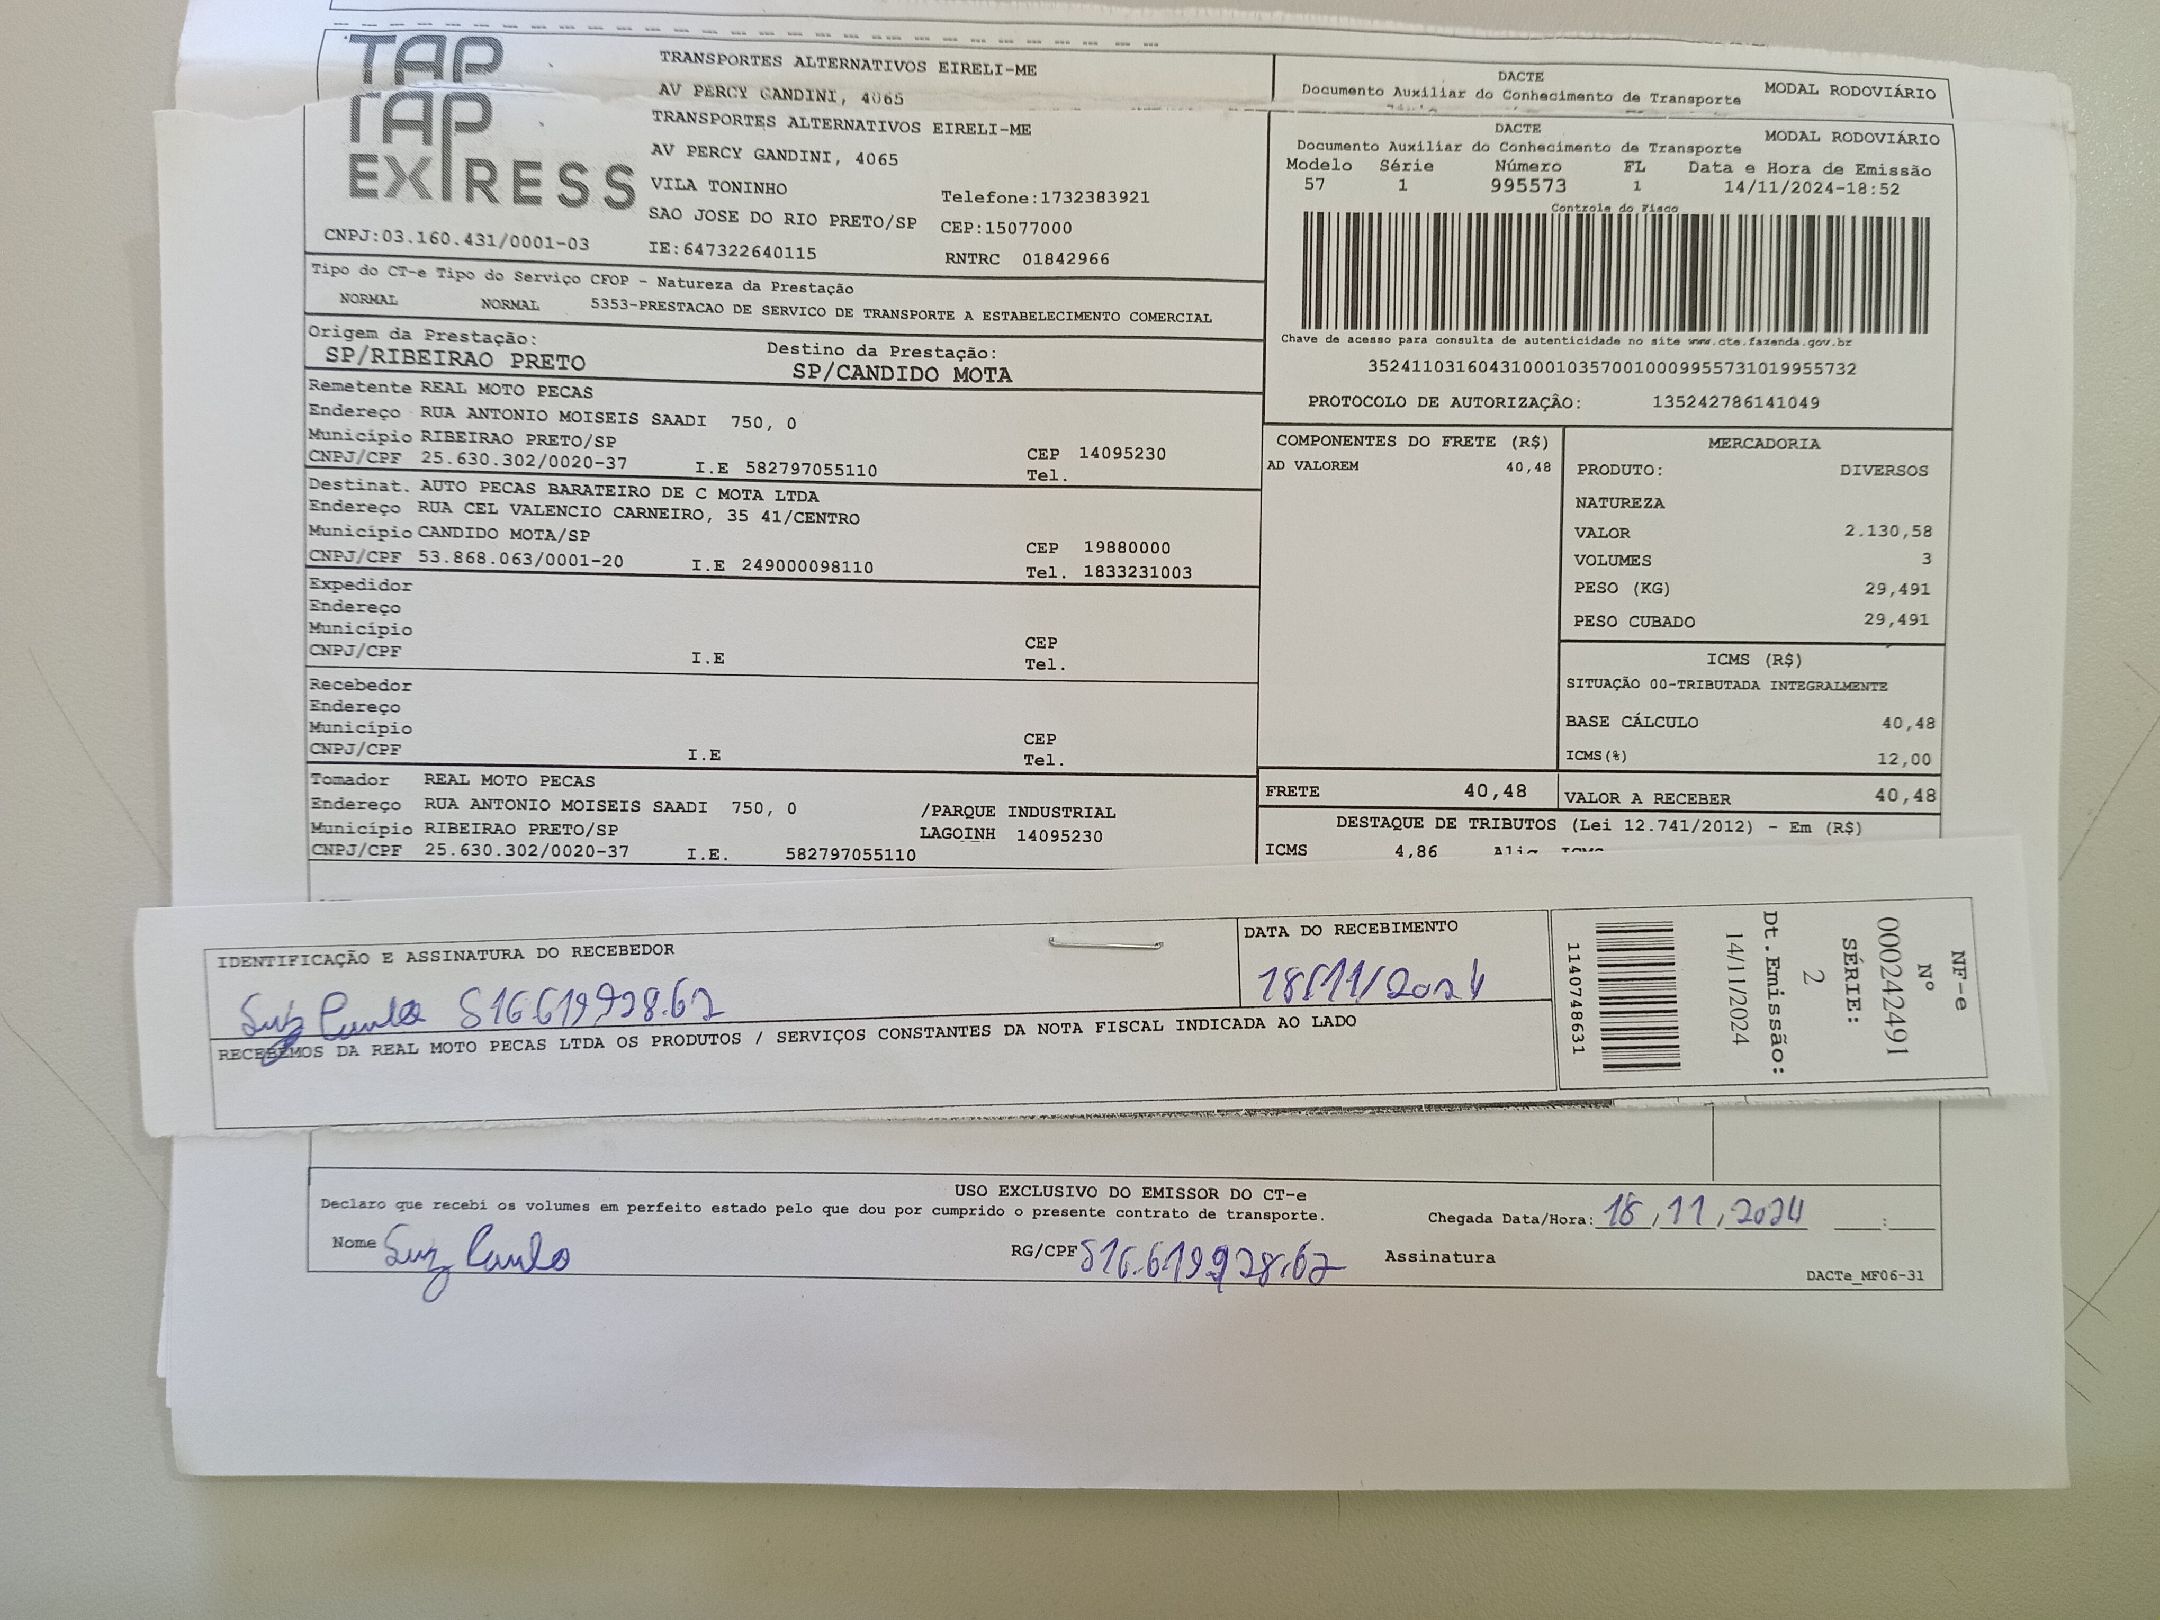 TAP
TRANSPORTES ALTERNATIVOS EIRELI-ME
AV PERCY GANDINI, 4065
DACTE
Documento Auxiliar do Conhecimento de Transporte
MODAL RODOVIÁRIO
TAP
EXPRESS
CNPJ:03.160.431/0001-03
TRANSPORTES ALTERNATIVOS EIRELI-ME
AV PERCY GANDINI, 4065
VILA TONINHO
Telefone:1732383921
SAO JOSE DO RIO PRETO/SP CEP:15077000
IE:647322640115 RNTRC 01842966
DACTE
Documento Auxiliar do Conhecimento de Transporte
MODAL RODOVIÁRIO
Modelo Série Número FL Data e Hora de Emissão
57 1 995573 1 14/11/2024-18:52
Controle do Fisco
Chave de acesso para consulta de autenticidade no site www.cte.fazenda.gov.br
35241103160431000103570010009955731019955732
PROTOCOLO DE AUTORIZAÇÃO: 135242786141049
Tipo do CT-e Tipo do Serviço CFOP - Natureza da Prestação
NORMAL NORMAL 5353-PRESTACAO DE SERVICO DE TRANSPORTE A ESTABELECIMENTO COMERCIAL
Origem da Prestação: Destino da Prestação:
SP/RIBEIRAO PRETO SP/CANDIDO MOTA
Remetente REAL MOTO PECAS
Endereço RUA ANTONIO MOISEIS SAADI 750, 0
Município RIBEIRAO PRETO/SP CEP 14095230
CNPJ/CPF 25.630.302/0020-37 I.E 582797055110 Tel.
Destinat. AUTO PECAS BARATEIRO DE C MOTA LTDA
Endereço RUA CEL VALENCIO CARNEIRO, 35 41/CENTRO
Município CANDIDO MOTA/SP CEP 19880000
CNPJ/CPF 53.868.063/0001-20 I.E 249000098110 Tel. 1833231003
Expedidor
Endereço
Município CEP
CNPJ/CPF I.E Tel.
Recebedor
Endereço
Município CEP
CNPJ/CPF I.E Tel.
Tomador REAL MOTO PECAS
Endereço RUA ANTONIO MOISEIS SAADI 750, 0 /PARQUE INDUSTRIAL
Município RIBEIRAO PRETO/SP LAGOINH 14095230
CNPJ/CPF 25.630.302/0020-37 I.E. 582797055110
COMPONENTES DO FRETE (R$)
AD VALOREM 40,48
MERCADORIA
PRODUTO: DIVERSOS
NATUREZA
VALOR 2.130,58
VOLUMES 3
PESO (KG) 29,491
PESO CUBADO 29,491
ICMS (R$)
SITUAÇÃO 00-TRIBUTADA INTEGRALMENTE
BASE CÁLCULO 40,48
ICMS(%) 12,00
FRETE 40,48 VALOR A RECEBER 40,48
DESTAQUE DE TRIBUTOS (Lei 12.741/2012) - Em (R$)
ICMS 4,86
IDENTIFICAÇÃO E ASSINATURA DO RECEBEDOR
Luiz Paulo 516.619.928.62
DATA DO RECEBIMENTO
18/11/2024
RECEBEMOS DA REAL MOTO PECAS LTDA OS PRODUTOS / SERVIÇOS CONSTANTES DA NOTA FISCAL INDICADA AO LADO
NF-e
Nº
000242491
SÉRIE:
2
Dt.Emissão:
14/11/2024
1140748631
USO EXCLUSIVO DO EMISSOR DO CT-e
Declaro que recebi os volumes em perfeito estado pelo que dou por cumprido o presente contrato de transporte.
Chegada Data/Hora: 18,11,2024 :
Nome Luiz Paulo RG/CPF 516.619.928.62 Assinatura
DACTe_MF06-31